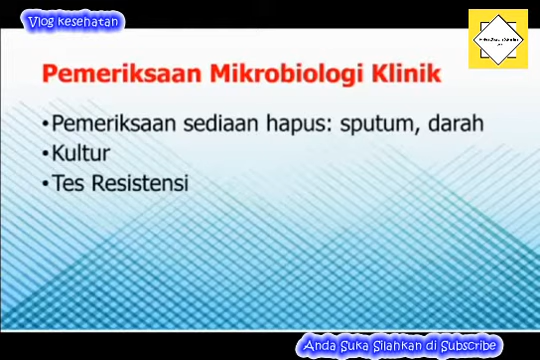 Vlog kesehatan
Pemeriksaan Mikrobiologi Klinik
•Pemeriksaan sediaan hapus: sputum, darah
•Kultur
•Tes Resistensi
Anda Suka Silahkan di Subscribe